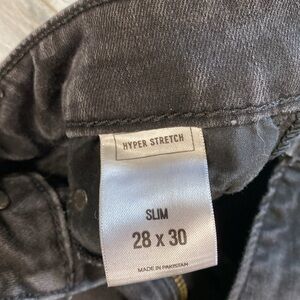 HYPER STRETCH
SLIM
28 x 30
MADE IN PAKISTAN